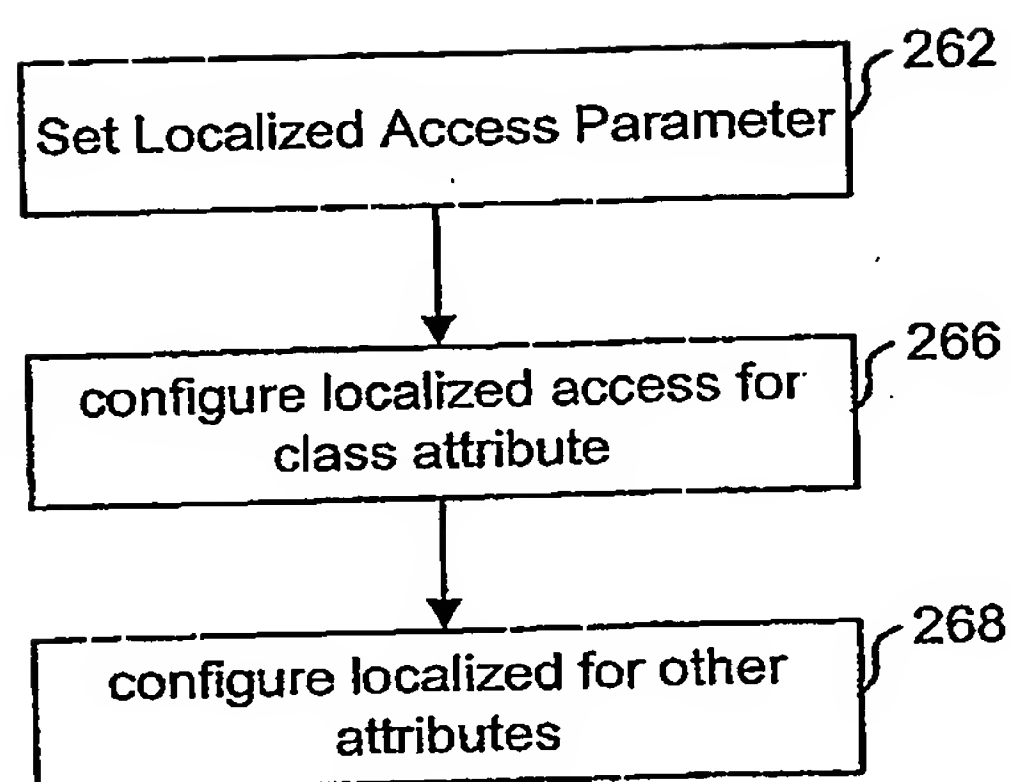 262
Set Localized Access Parameter
266
configure localized access for
class attribute
268
configure localized for other
attributes